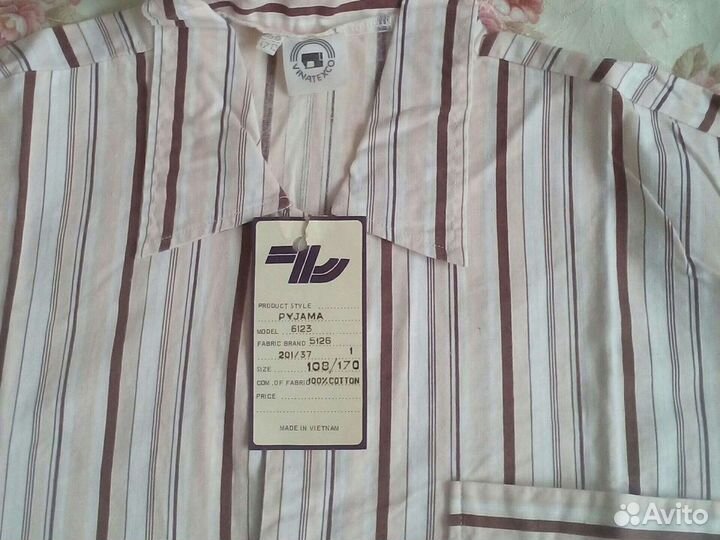 VINATEXCO
PRODUCT STYLE
PYJAMA
MODEL 6123
FABRIC BRAND 5126
201/37 1
SIZE 108/170
COM. OF FABRIC 100% COTTON
PRICE
MADE IN VIETNAM
Avito